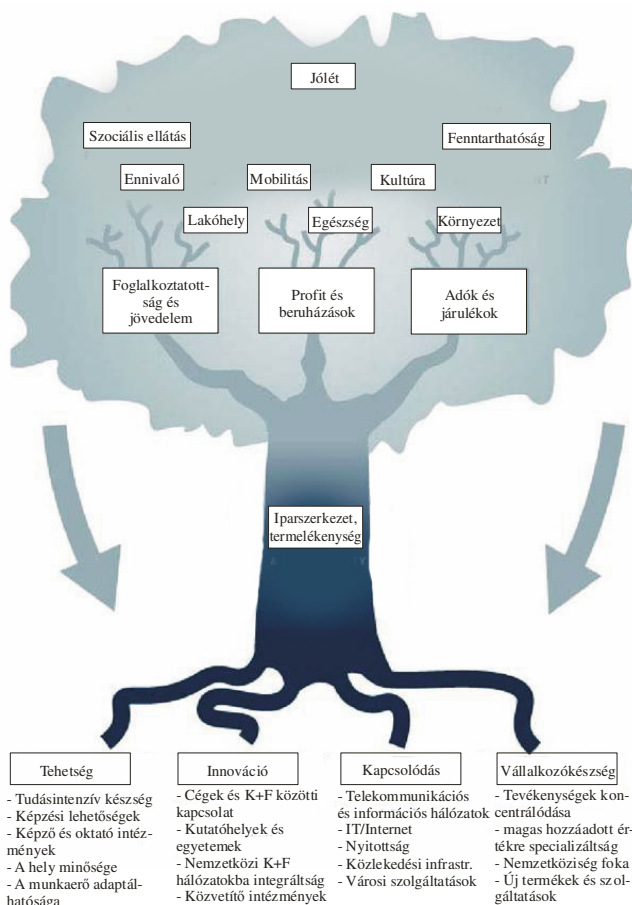 Jólét
Szociális ellátás
Fenntarthatóság
Ennivaló
Mobilitás
Kultúra
Lakóhely
Egészség
Környezet
Foglalkoztatott-
ság és
jövedelem
Profit és
beruházások
Adók és
járulékok
Iparszerkezet,
termelékenység
Tehetség
- Tudásintenzív készség
- Képzési lehetőségek
- Képző és oktató intéz-
mények
- A hely minősége
- A munkaerő adaptál-
hatósága
Innováció
- Cégek és K+F közötti
kapcsolat
- Kutatóhelyek és
egyetemek
- Nemzetközi K+F
hálózatokba integráltság
- Közvetítő intézmények
Kapcsolódás
- Telekommunikációs
és információs hálózatok
- IT/Internet
- Nyitottság
- Közlekedési infrastr.
- Városi szolgáltatások
Vállalkozókészség
- Tevékenységek kon-
centrálódása
- magas hozzáadott ér-
tékre specializáltság
- Nemzetköziség foka
- Új termékek és szol-
gáltatások